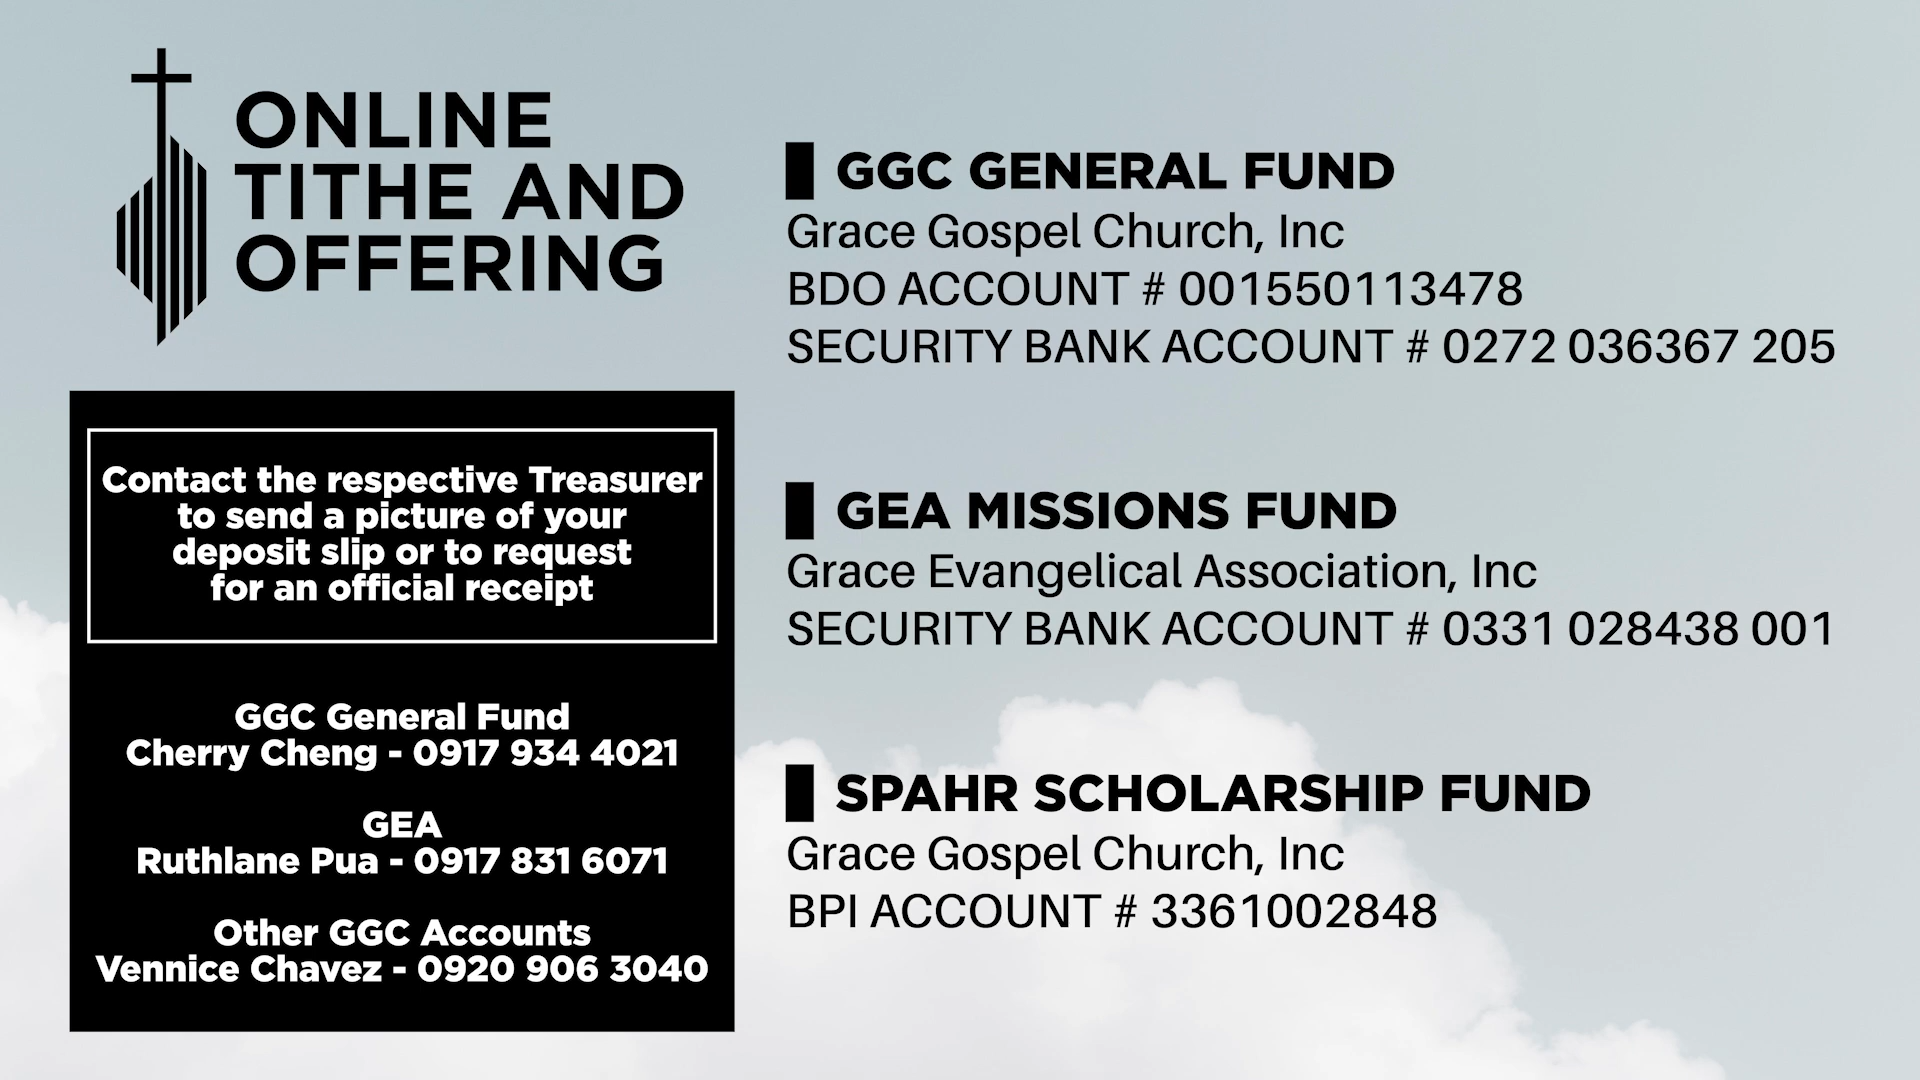 ONLINE
TITHE AND
OFFERING
Contact the respective Treasurer
to send a picture of your
deposit slip or to request
for an official receipt
GGC General Fund
Cherry Cheng - 0917 934 4021
GEA
Ruthlane Pua - 0917 831 6071
Other GGC Accounts
Vennice Chavez - 0920 906 3040
GGC GENERAL FUND
Grace Gospel Church, Inc
BDO ACCOUNT # 001550113478
SECURITY BANK ACCOUNT # 0272 036367 205
GEA MISSIONS FUND
Grace Evangelical Association, Inc
SECURITY BANK ACCOUNT # 0331 028438 001
SPAHR SCHOLARSHIP FUND
Grace Gospel Church, Inc
BPI ACCOUNT # 3361002848